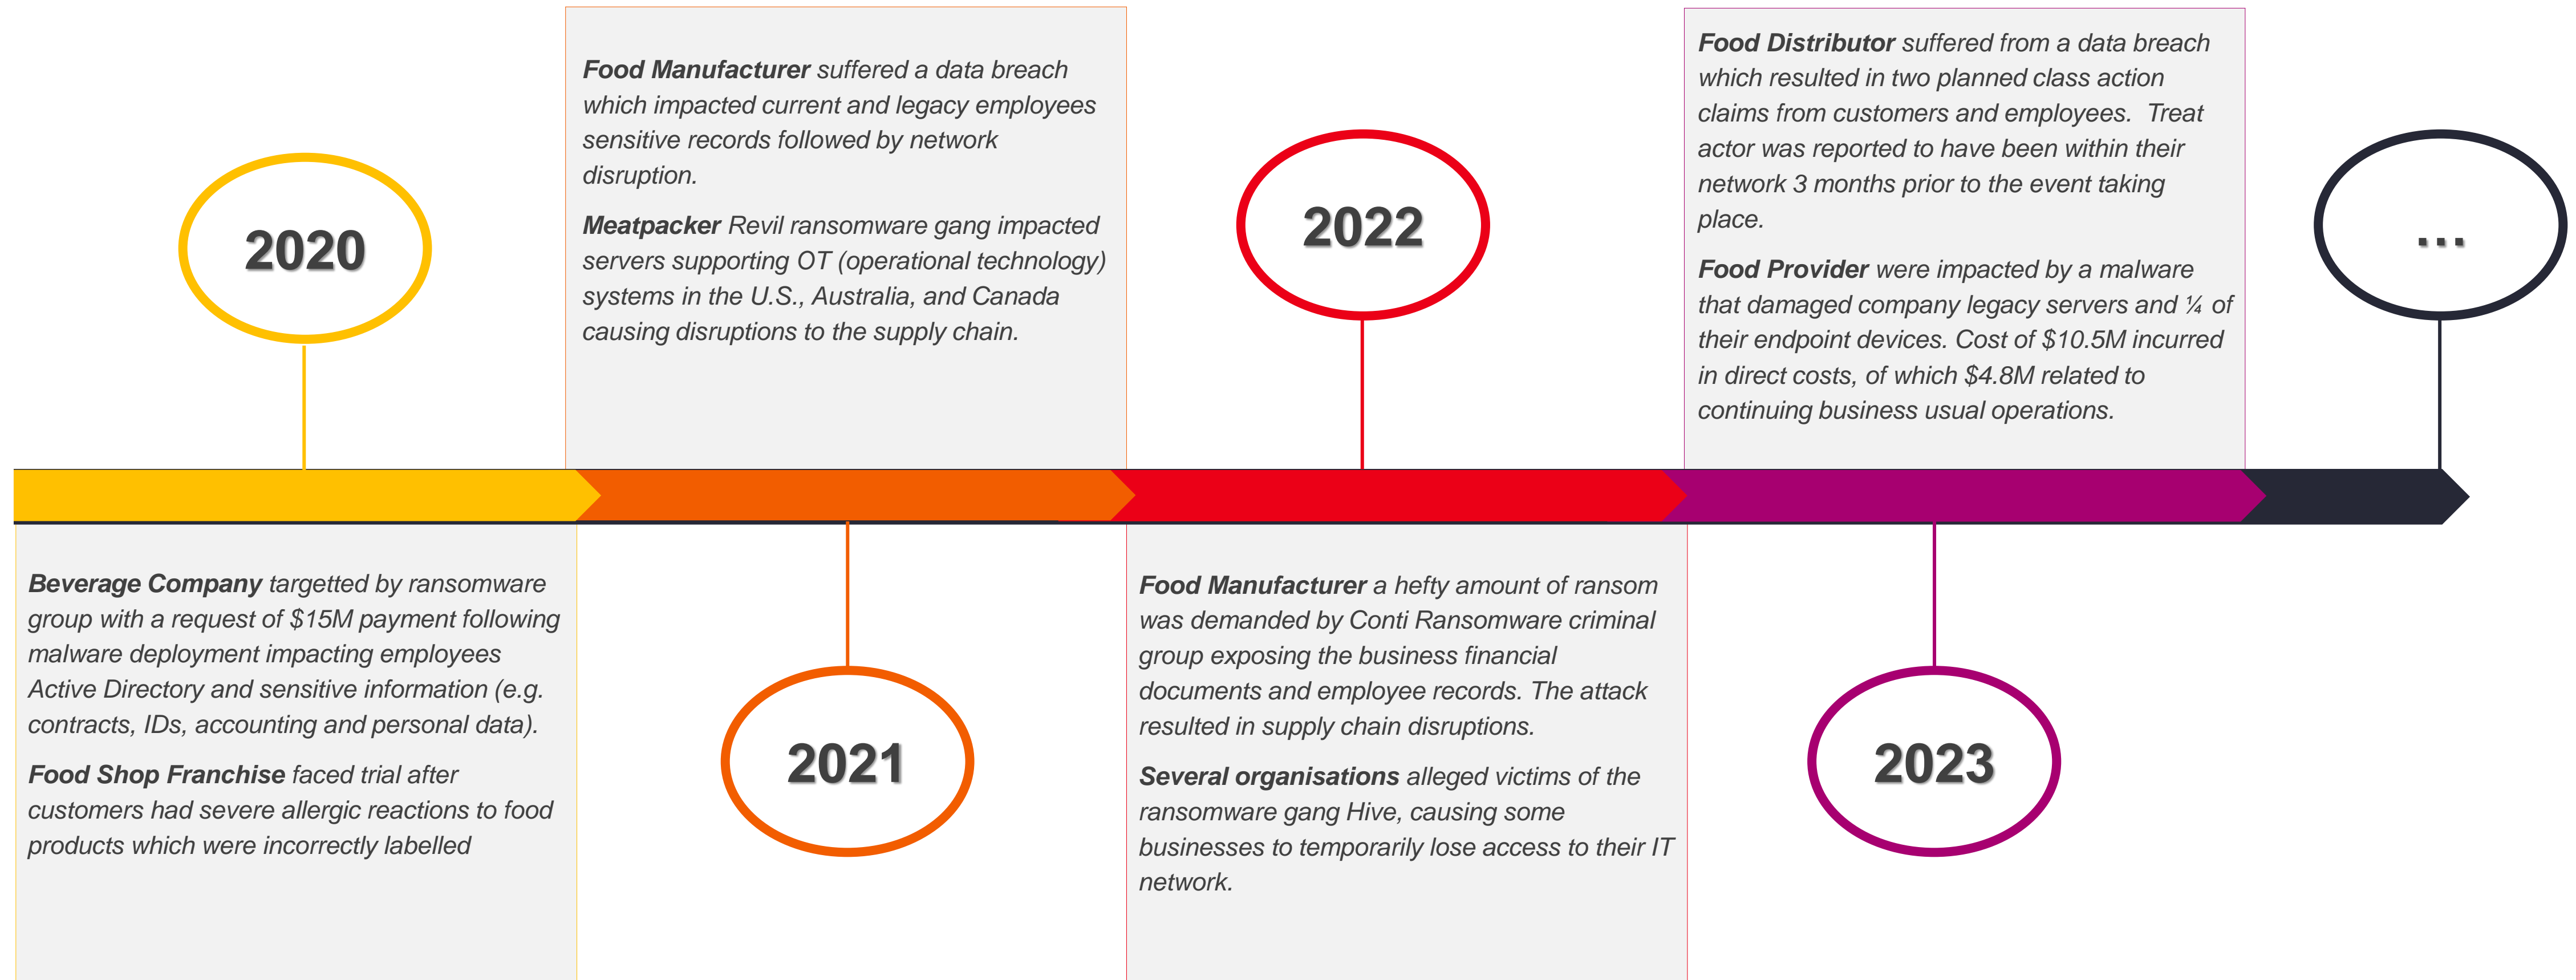 2020
Beverage Company targetted by ransomware
group with a request of $15M payment following
malware deployment impacting employees
Active Directory and sensitive information (e.g.
contracts, IDs, accounting and personal data).
Food Shop Franchise faced trial after
customers had severe allergic reactions to food
products which were incorrectly labelled
Food Manufacturer suffered a data breach
which impacted current and legacy employees
sensitive records followed by network
disruption.
Meatpacker Revil ransomware gang impacted
servers supporting OT (operational technology)
systems in the U.S., Australia, and Canada
causing disruptions to the supply chain.
2021
2022
Food Manufacturer a hefty amount of ransom
was demanded by Conti Ransomware criminal
group exposing the business financial
documents and employee records. The attack
resulted in supply chain disruptions.
Several organisations alleged victims of the
ransomware gang Hive, causing some
businesses to temporarily lose access to their IT
network.
Food Distributor suffered from a data breach
which resulted in two planned class action
claims from customers and employees.  Treat
actor was reported to have been within their
network 3 months prior to the event taking
place.
Food Provider were impacted by a malware
that damaged company legacy servers and ¼ of
their endpoint devices. Cost of $10.5M incurred
in direct costs, of which $4.8M related to
continuing business usual operations.
2023
...